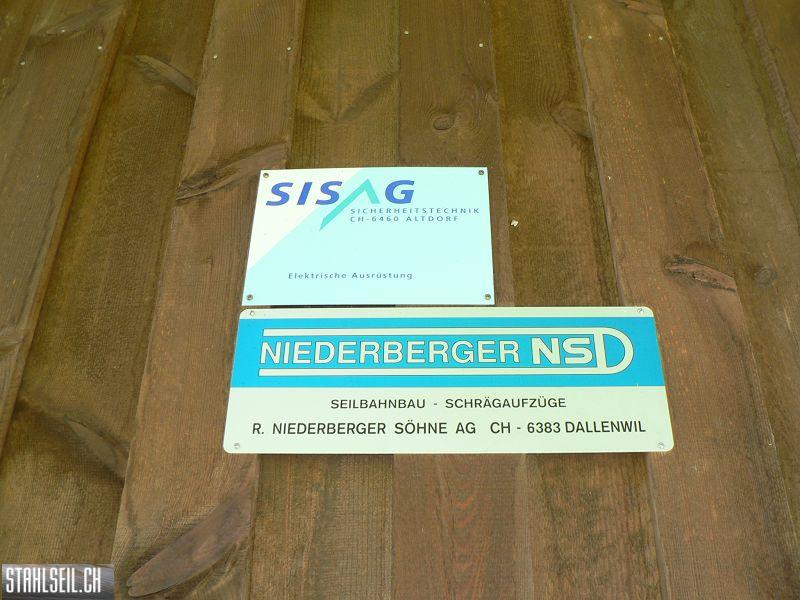 SISAG
SICHERHEITSTECHNIK
CH-6460 ALTDORF
Elektrische Ausrüstung
NIEDERBERGER NSD
SEILBAHNBAU - SCHRÄGAUFZÜGE
R. NIEDERBERGER SÖHNE AG CH - 6383 DALLENWIL
STAHLSEIL.CH